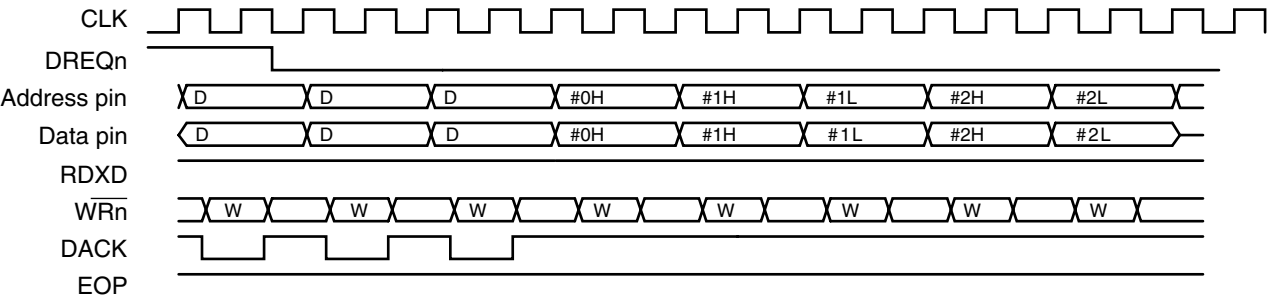 CLK
DREQn
Address pin D D D #0H #1H #1L #2H #2L
Data pin D D D #0H #1H #1L #2H #2L
RDXD
WRn W W W W W W W W
DACK
EOP